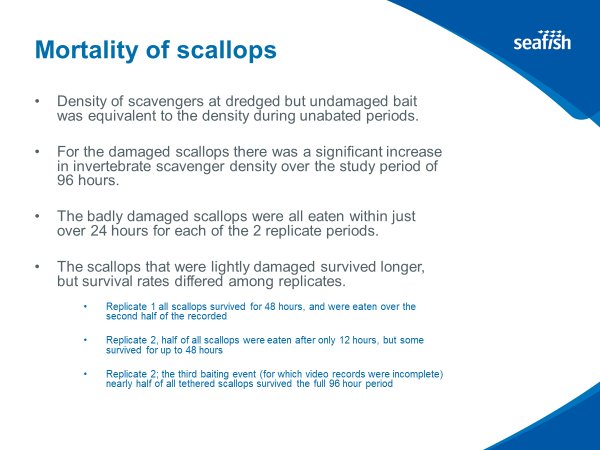 seafish
Mortality of scallops
• Density of scavengers at dredged but undamaged bait
was equivalent to the density during unabated periods.
• For the damaged scallops there was a significant increase
in invertebrate scavenger density over the study period of
96 hours.
• The badly damaged scallops were all eaten within just
over 24 hours for each of the 2 replicate periods.
• The scallops that were lightly damaged survived longer,
but survival rates differed among replicates.
• Replicate 1 all scallops survived for 48 hours, and were eaten over the
second half of the recorded
• Replicate 2, half of all scallops were eaten after only 12 hours, but some
survived for up to 48 hours
• Replicate 2; the third baiting event (for which video records were incomplete)
nearly half of all tethered scallops survived the full 96 hour period